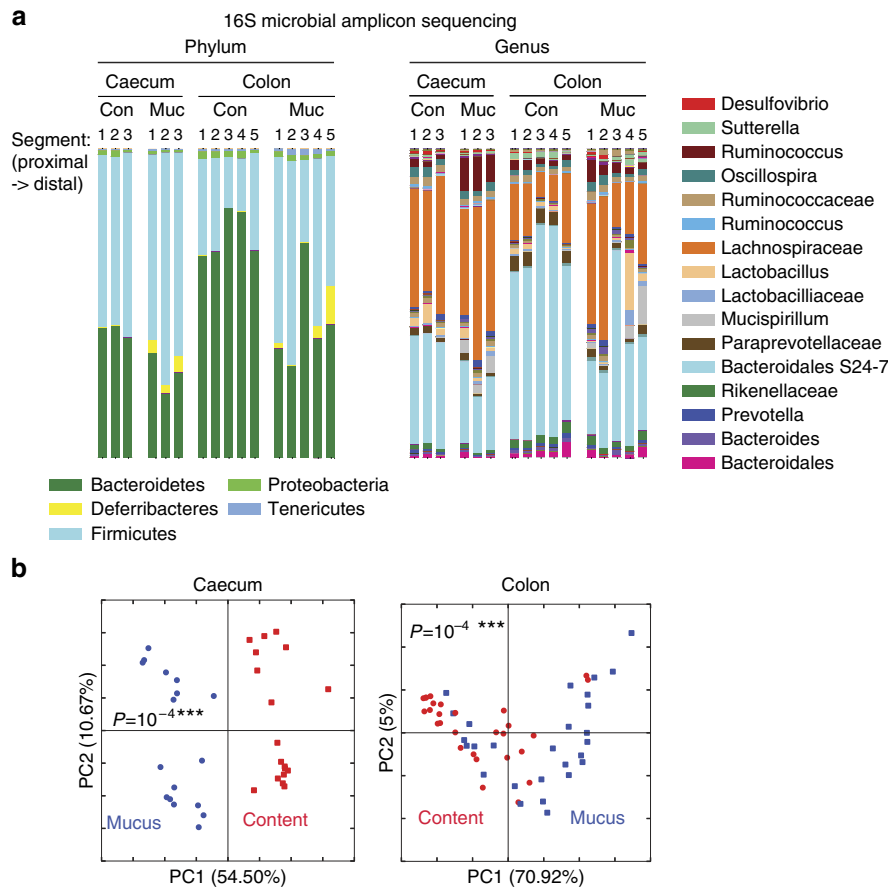 a
16S microbial amplicon sequencing
Phylum
Genus
Caecum Colon
Caecum Colon
Con Muc Con Muc
Con Muc Con Muc
Segment:
(proximal
-> distal)
1 2 3 1 2 3 1 2 3 4 5 1 2 3 4 5
1 2 3 1 2 3 1 2 3 4 5 1 2 3 4 5
Desulfovibrio
Sutterella
Ruminococcus
Oscillospira
Ruminococcaceae
Ruminococcus
Lachnospiraceae
Lactobacillus
Lactobacilliaceae
Mucispirillum
Paraprevotellaceae
Bacteroidales S24-7
Rikenellaceae
Prevotella
Bacteroides
Bacteroidales
Bacteroidetes
Deferribacteres
Firmicutes
Proteobacteria
Tenericutes
b
Caecum
P=10–4***
Mucus
Content
PC2 (10.67%)
PC1 (54.50%)
Colon
P=10–4 ***
Content
Mucus
PC2 (5%)
PC1 (70.92%)